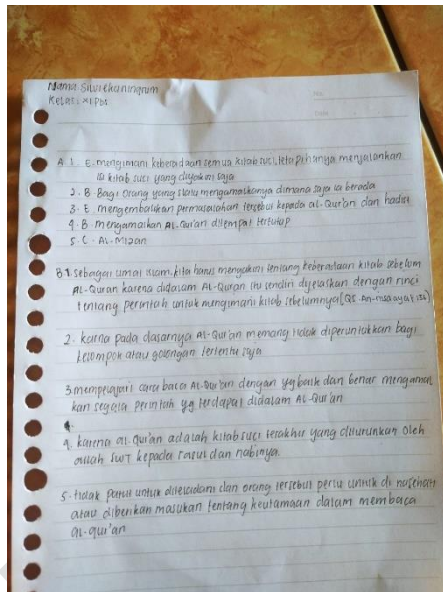 Nama: Silvi ekaningrum
Kelas: XI Pbs
No
Date
A. 1. E. mengimani keberadaan semua kitab suci, tetapi hanya menjalankan
isi kitab suci yang diyakini saja
2. B. Bagi orang yang selalu mengamalkanya dimana saja ia berada
3. E. mengembalikan permasalahan tersebut kepada al-Qur'an dan hadis
4. B. mengamalkan AL-Qur'an ditempat tertutup
5. C. AL-Mizan
B.1. Sebagai umat islam, kita harus meyakini tentang keberadaan kitab sebelum
AL-Quran karena didalam AL-Quran itu sendiri dijelaskan dengan rinci
tentang perintah untuk mengimani kitab sebelumnya (QS. An-nisa ayat 136)
2. karna pada dasarnya AL-Qur'an memang tidak diperuntukkan bagi
kelompok atau golongan tertentu saja
3. mempelajari cara baca AL-Qur'an dengan yg baik dan benar mengamal
kan segala perintah yg terdapat didalam AL-Qur'an
4. karena al-Qur'an adalah kitab suci terakhir yang diturunkan oleh
allah SWT kepada rasul dan nabinya.
5. tidak patut untuk diteladani dan orang tersebut perlu untuk di nasehati
atau diberikan masukan tentang keutamaan dalam membaca
al-qur'an